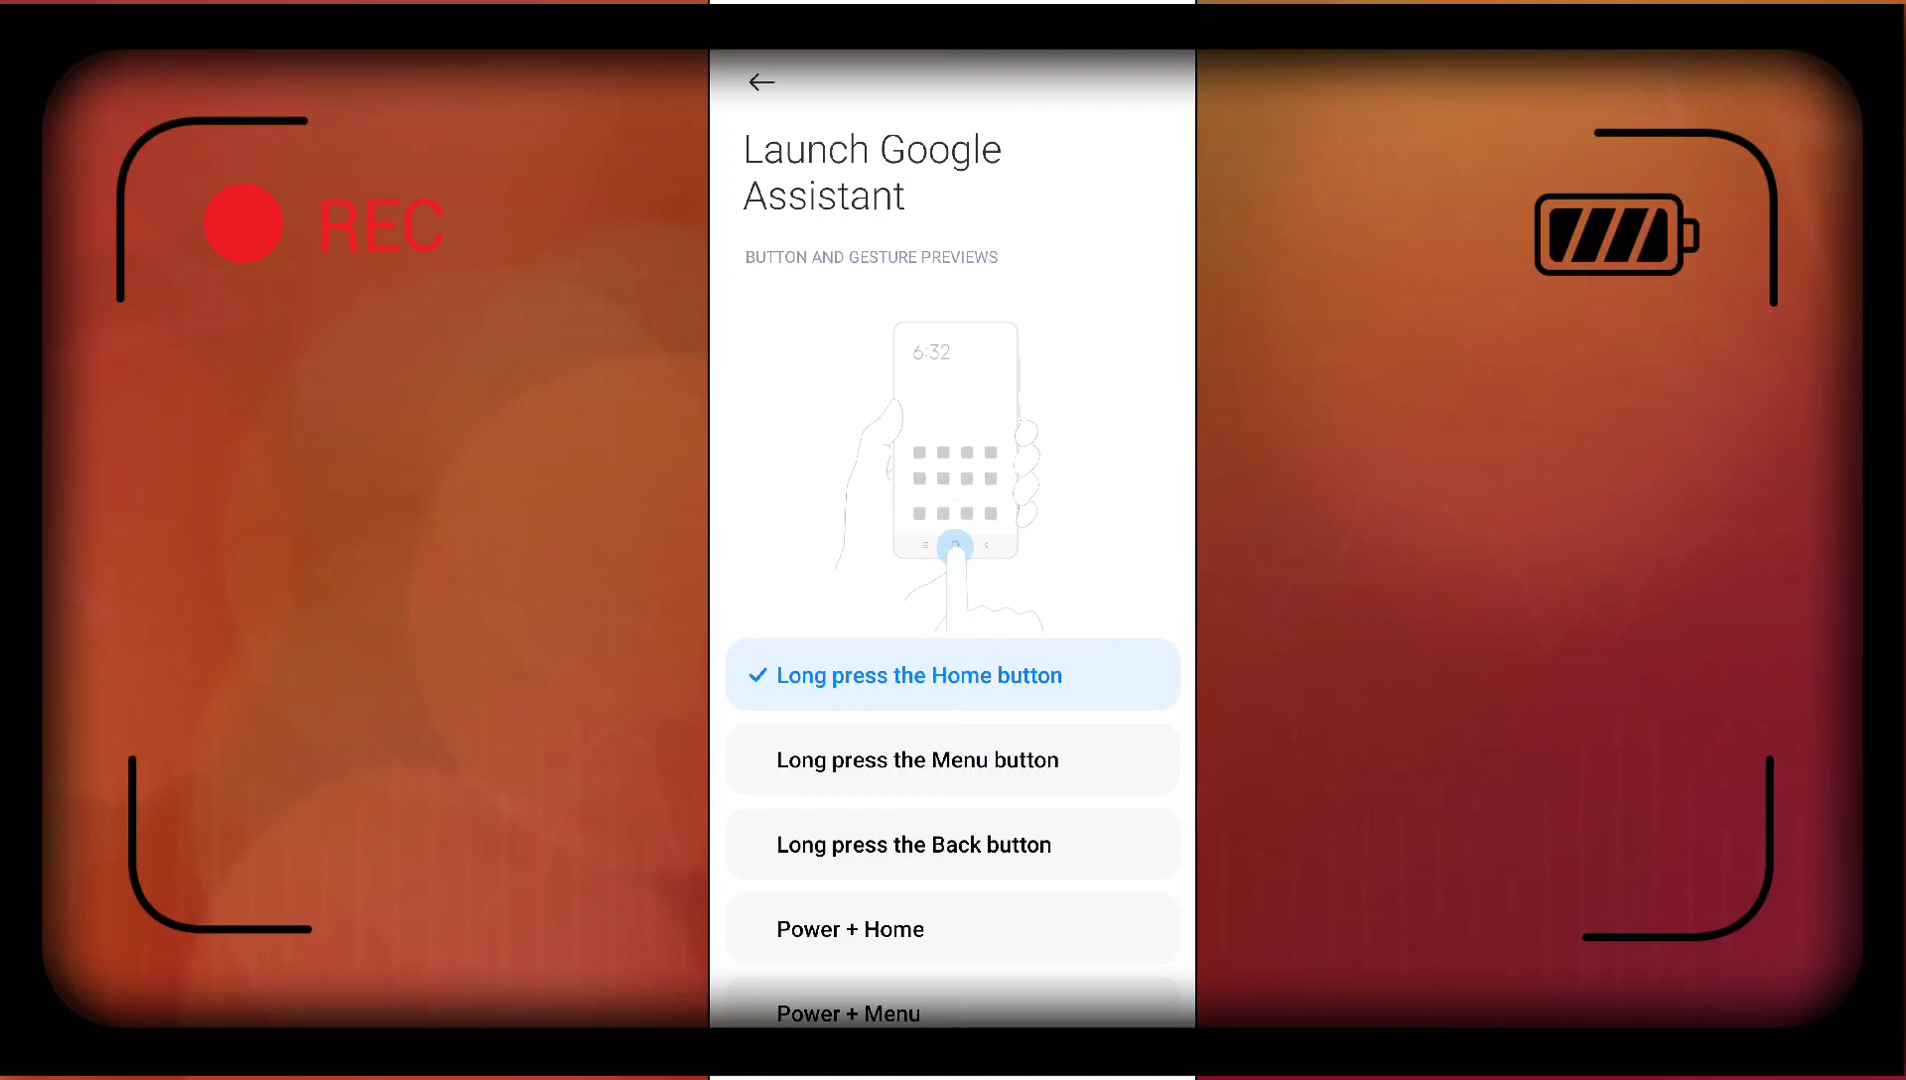 REC
Launch Google
Assistant
BUTTON AND GESTURE PREVIEWS
6:32
Long press the Home button
Long press the Menu button
Long press the Back button
Power + Home
Power + Menu